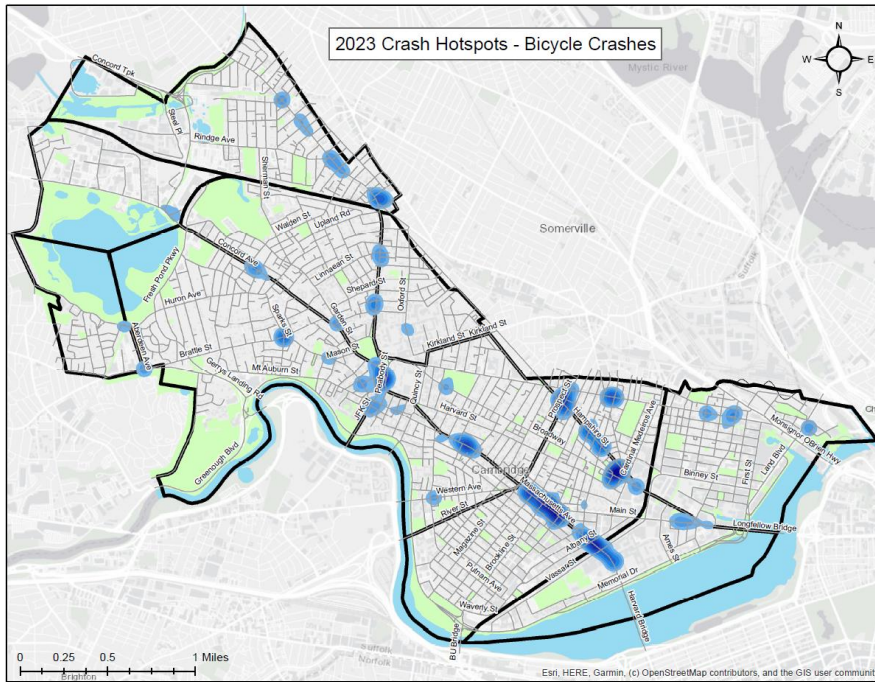 2023 Crash Hotspots - Bicycle Crashes
N
W
E
S
Mystic River
Concord Tpk
Steel Pl
Rindge Ave
Sherman St
Walden St
Upland Rd
Somerville
Concord Ave
Linnaean St
Shepard St
Oxford St
Fresh Pond Pkwy
Huron Ave
Garden St
Sparks St
Mason St
Kirkland St
Kirkland St
Aberdeen Ave
Brattle St
Mt Auburn St
Gerrys Landing Rd
Peabody St
Quincy St
JFK St
Harvard St
Prospect St
Hampshire St
Broadway
Cardinal Medeiros Ave
Monsignor OBrien Hwy
Land Blvd
First St
Binney St
Greenough Blvd
Cambridge
Western Ave
River St
Massachusetts Ave
Main St
Longfellow Bridge
Magazine St
Brookline St
Albany St
Vassar St
Ames St
Putnam Ave
Memorial Dr
Waverly St
Harvard Bridge
BU Bridge
Suffolk
Norfolk
Suffolk
0 0.25 0.5 1 Miles
Brighton
Esri, HERE, Garmin, (c) OpenStreetMap contributors, and the GIS user communit